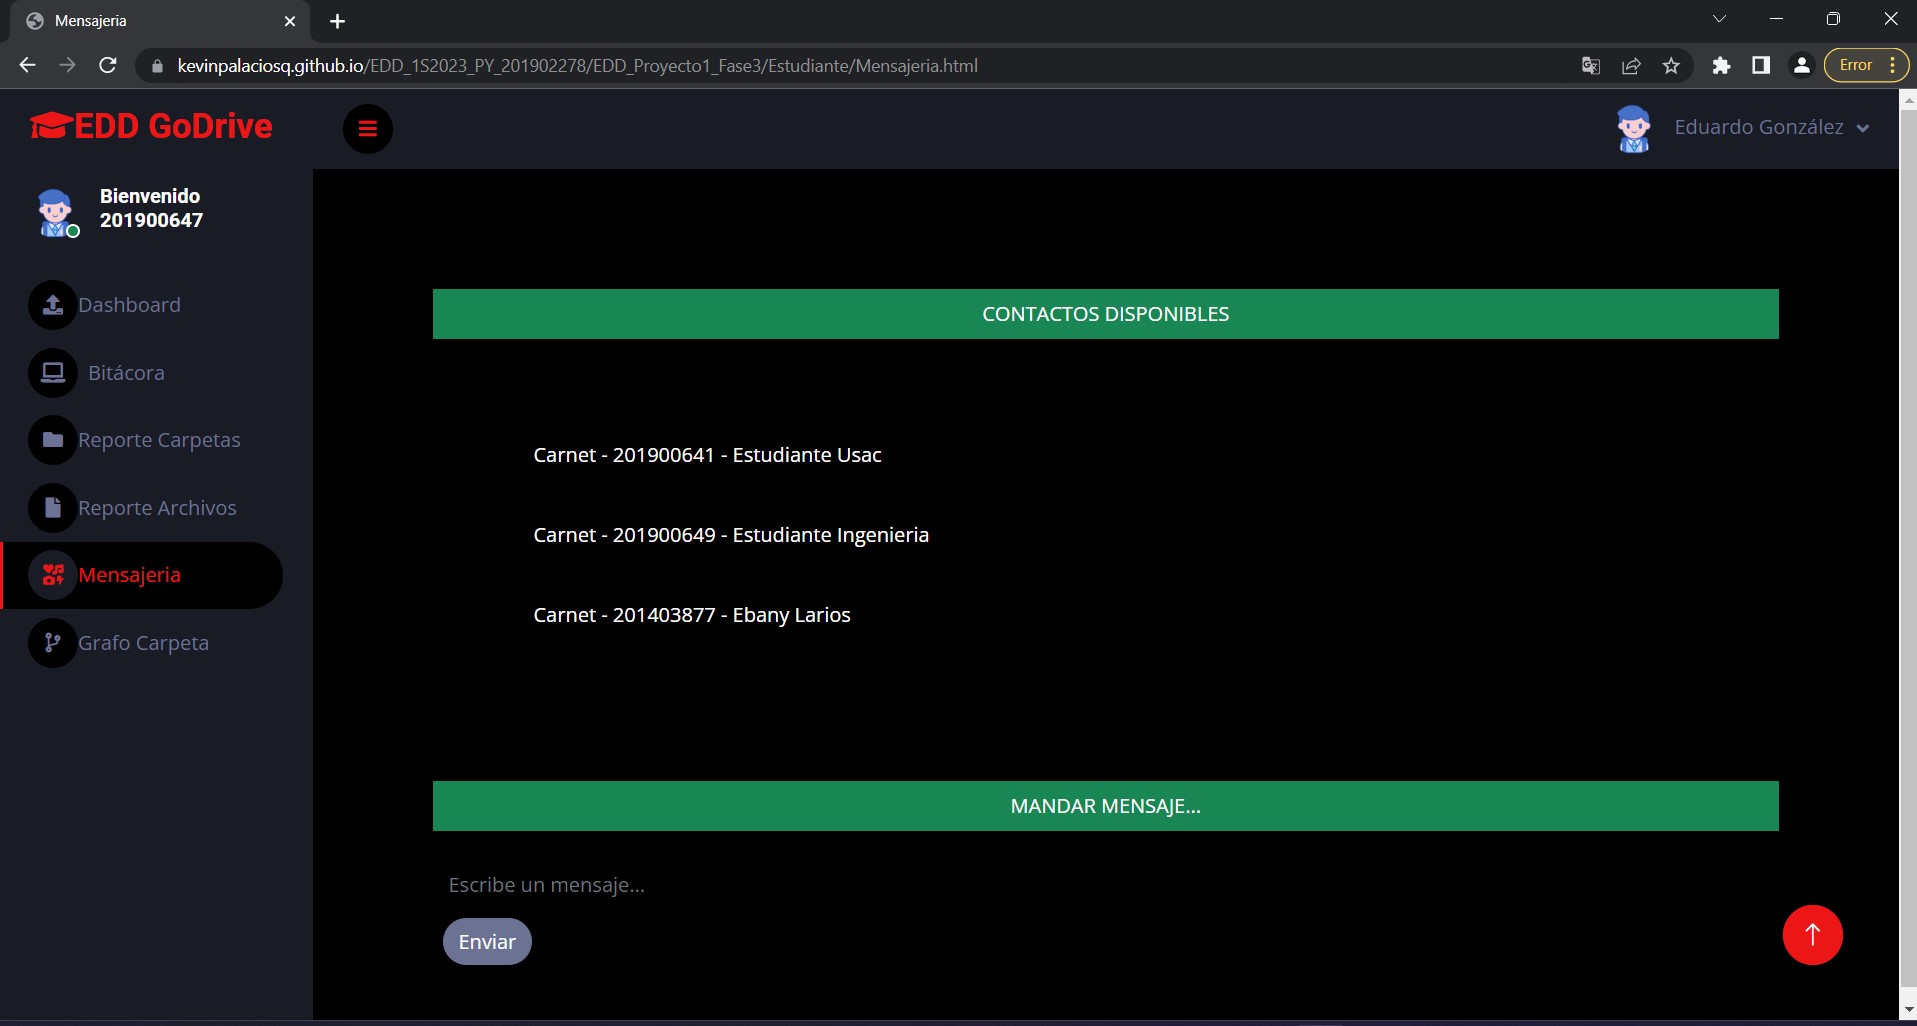 Mensajeria
kevinpalaciosq.github.io/EDD_1S2023_PY_201902278/EDD_Proyecto1_Fase3/Estudiante/Mensajeria.html
Error
EDD GoDrive
Eduardo González
Bienvenido
201900647
Dashboard
Bitácora
Reporte Carpetas
Reporte Archivos
Mensajeria
Grafo Carpeta
CONTACTOS DISPONIBLES
Carnet - 201900641 - Estudiante Usac
Carnet - 201900649 - Estudiante Ingenieria
Carnet - 201403877 - Ebany Larios
MANDAR MENSAJE...
Escribe un mensaje...
Enviar